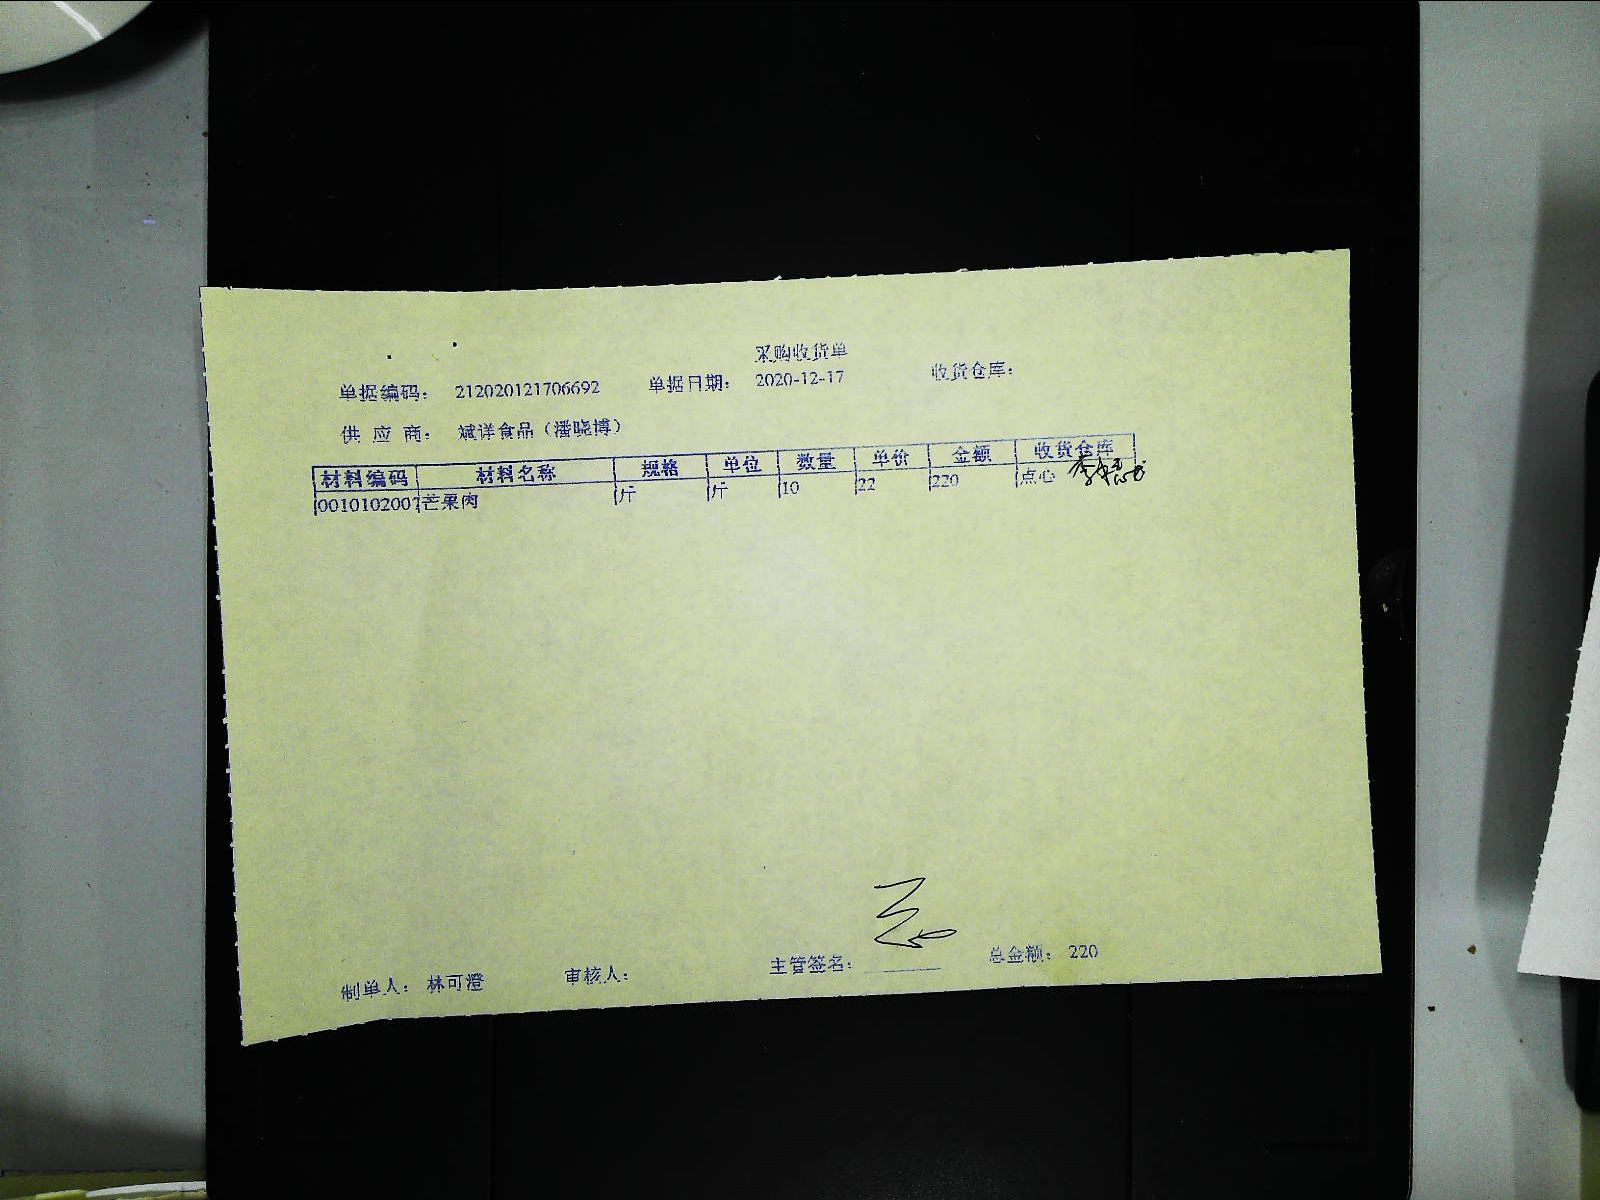 采购收货单
单据编码： 212020121706692 单据日期： 2020-12-17 收货仓库：
供 应 商： 斌洋食品（潘晓博）
材料编码 材料名称 规格 单位 数量 单价 金额 收货仓库
0010102007 芒果肉 斤 斤 10 22 220 点心
制单人： 林可澄 审核人： 主管签名： 总金额： 220